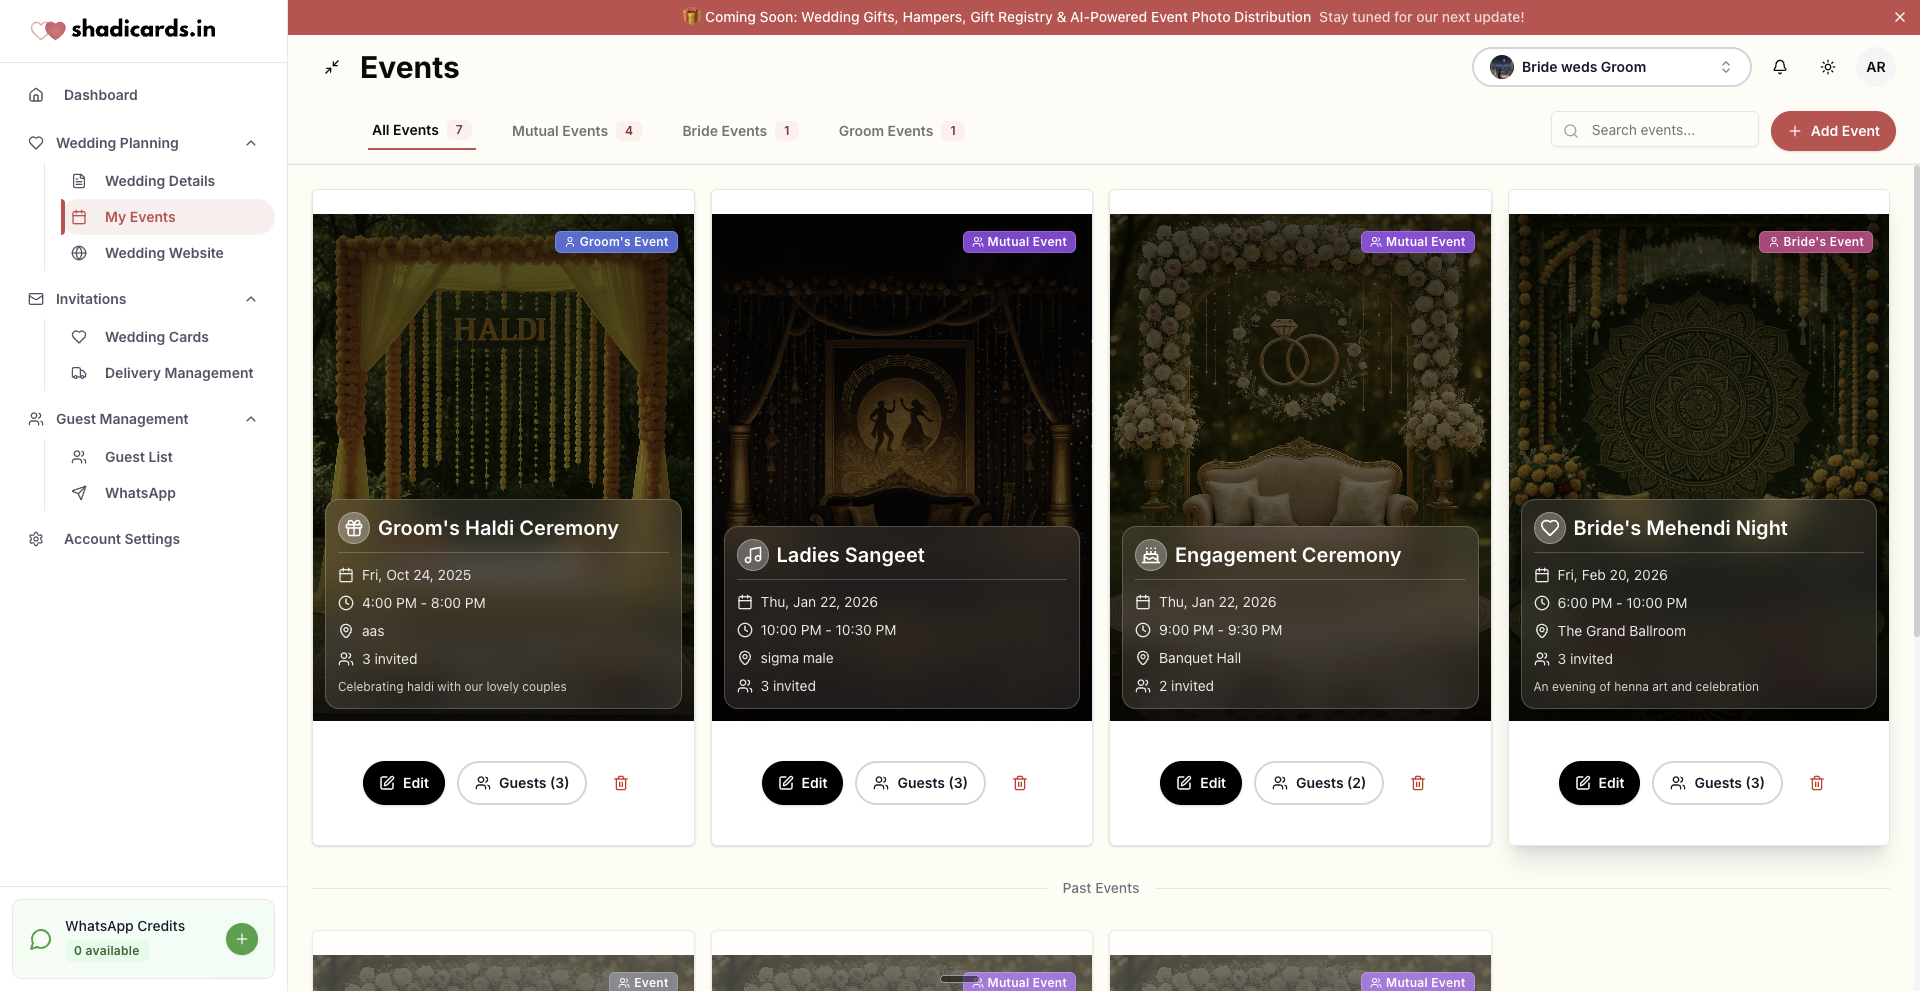 shadicards.in
Dashboard
Wedding Planning
Wedding Details
My Events
Wedding Website
Invitations
Wedding Cards
Delivery Management
Guest Management
Guest List
WhatsApp
Account Settings
WhatsApp Credits
0 available
Coming Soon: Wedding Gifts, Hampers, Gift Registry & AI-Powered Event Photo Distribution Stay tuned for our next update!
Events
Bride weds Groom
AR
All Events 7
Mutual Events 4
Bride Events 1
Groom Events 1
Search events...
Add Event
Groom's Event
HALDI
Groom's Haldi Ceremony
Fri, Oct 24, 2025
4:00 PM - 8:00 PM
aas
3 invited
Celebrating haldi with our lovely couples
Edit
Guests (3)
Mutual Event
Ladies Sangeet
Thu, Jan 22, 2026
10:00 PM - 10:30 PM
sigma male
3 invited
Edit
Guests (3)
Mutual Event
Engagement Ceremony
Thu, Jan 22, 2026
9:00 PM - 9:30 PM
Banquet Hall
2 invited
Edit
Guests (2)
Bride's Event
Bride's Mehendi Night
Fri, Feb 20, 2026
6:00 PM - 10:00 PM
The Grand Ballroom
3 invited
An evening of henna art and celebration
Edit
Guests (3)
Past Events
Event
Mutual Event
Mutual Event